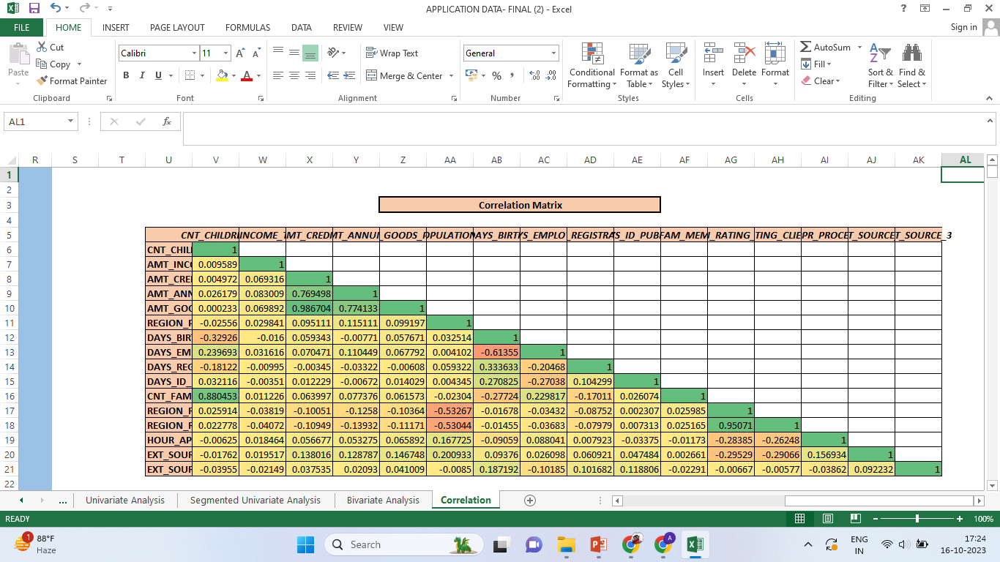 APPLICATION DATA- FINAL (2) - Excel
FILE HOME INSERT PAGE LAYOUT FORMULAS DATA REVIEW VIEW Sign in
Paste Cut Copy Format Painter Clipboard
Calibri 11 A A B I U A Font
Wrap Text Merge & Center Alignment
General % , Number
Conditional Formatting Format as Table Cell Styles Styles
Insert Delete Format Cells
AutoSum Fill Clear Sort & Filter Find & Select Editing
AL1 fx
R S T U V W X Y Z AA AB AC AD AE AF AG AH AI AJ AK AL
1
2
3 Correlation Matrix
4
5 CNT_CHILDRE INCOME_T MT_CREDI MT_ANNUI _GOODS_P OPULATION AYS_BIRT YS_EMPLO _REGISTRA S_ID_PUB FAM_MEM _RATING_ TING_CLIE PR_PROCE T_SOURCE T_SOURCE_3
6 CNT_CHIL 1
7 AMT_INCO 0.009589 1
8 AMT_CRE 0.004972 0.069316 1
9 AMT_ANN 0.026179 0.083009 0.769498 1
10 AMT_GOO 0.000233 0.069892 0.986704 0.774133 1
11 REGION_P -0.02556 0.029841 0.095111 0.115111 0.099197 1
12 DAYS_BIR -0.32926 -0.016 0.059343 -0.00771 0.057671 0.032514 1
13 DAYS_EM 0.239693 0.031616 0.070471 0.110449 0.067792 0.004102 -0.61355 1
14 DAYS_REG -0.18122 -0.00995 -0.00345 -0.03322 -0.00608 0.059322 0.333633 -0.20468 1
15 DAYS_ID_ 0.032116 -0.00351 0.012229 -0.00672 0.014029 0.004345 0.270825 -0.27038 0.104299 1
16 CNT_FAM 0.880453 0.011226 0.063997 0.077376 0.061573 -0.02304 -0.27724 0.229817 -0.17011 0.026074 1
17 REGION_R 0.025914 -0.03819 -0.10051 -0.1258 -0.10364 -0.53267 -0.01678 -0.03432 -0.08752 0.002307 0.025985 1
18 REGION_R 0.022778 -0.04072 -0.10949 -0.13932 -0.11171 -0.53044 -0.01455 -0.03683 -0.07979 0.007313 0.025165 0.95071 1
19 HOUR_AP -0.00625 0.018464 0.056677 0.053275 0.065892 0.167725 -0.09059 0.088041 0.007923 -0.03375 -0.01173 -0.28385 -0.26248 1
20 EXT_SOUR -0.01762 0.019517 0.138016 0.128787 0.146748 0.200933 0.09376 0.026098 0.060921 0.047484 0.002661 -0.29529 -0.29066 0.156934 1
21 EXT_SOUR -0.03955 -0.02149 0.037535 0.02093 0.041009 -0.0085 0.187192 -0.10185 0.101682 0.118806 -0.02291 -0.00667 -0.00577 -0.03862 0.092232 1
22
... Univariate Analysis Segmented Univariate Analysis Bivariate Analysis Correlation
READY 100%
1 88°F Haze Search A ENG IN 17:24 16-10-2023